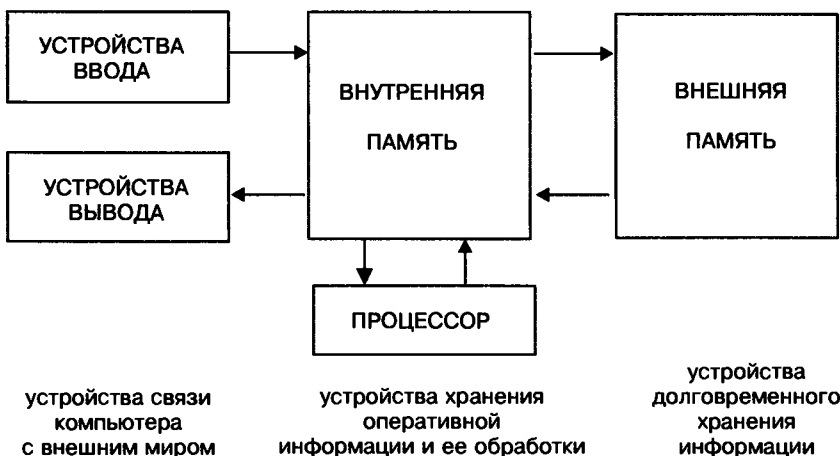 УСТРОЙСТВА
ВВОДА
ВНУТРЕННЯЯ
ПАМЯТЬ
ВНЕШНЯЯ
ПАМЯТЬ
УСТРОЙСТВА
ВЫВОДА
ПРОЦЕССОР
устройства связи
компьютера
с внешним миром
устройства хранения
оперативной
информации и ее обработки
устройства
долговременного
хранения
информации